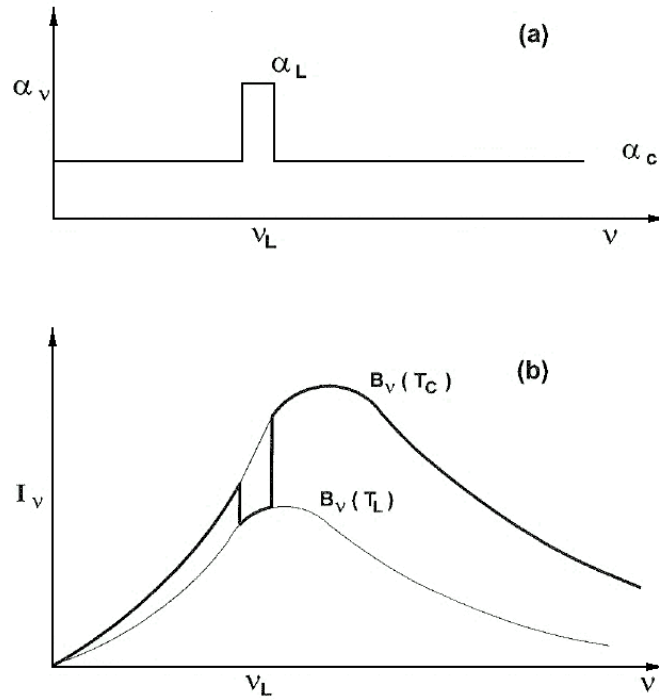 (a)
α_L
α_ν
α_c
ν_L
ν
(b)
B_ν(T_C)
I_ν
B_ν(T_L)
ν_L
ν